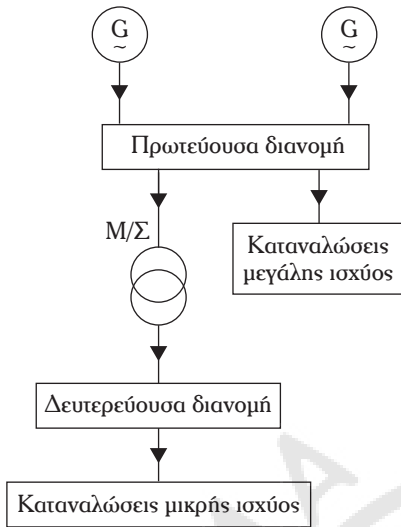 G
~
G
~
Πρωτεύουσα διανομή
Μ/Σ
Καταναλώσεις
μεγάλης ισχύος
Δευτερεύουσα διανομή
Καταναλώσεις μικρής ισχύος